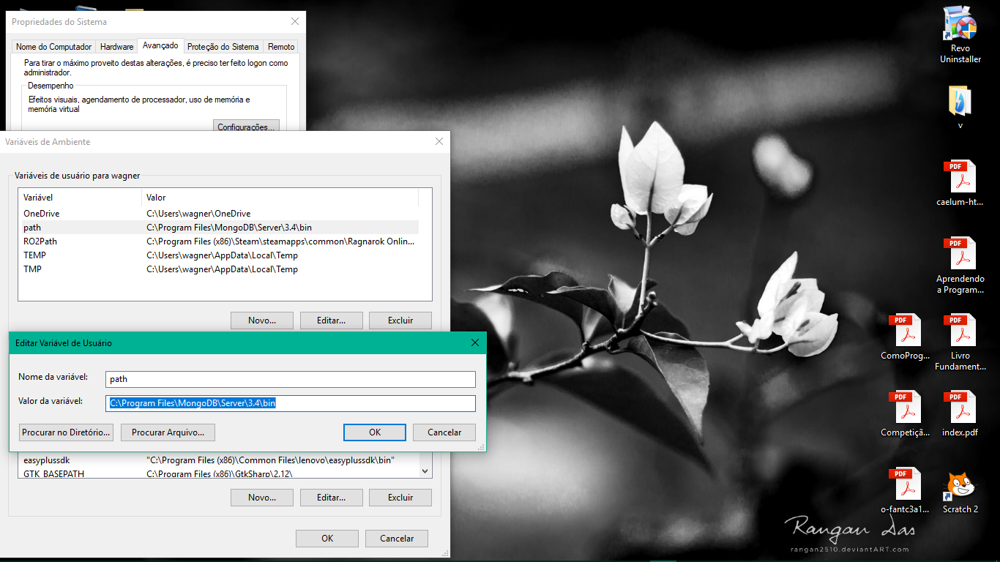 Propriedades do Sistema
Nome do Computador Hardware Avançado Proteção do Sistema Remoto
Para tirar o máximo proveito destas alterações, é preciso ter feito logon como
administrador.
Desempenho
Efeitos visuais, agendamento de processador, uso de memória e
memória virtual
Configurações...
Variáveis de Ambiente
Variáveis de usuário para wagner
Variável Valor
OneDrive C:\Users\wagner\OneDrive
path C:\Program Files\MongoDB\Server\3.4\bin
RO2Path C:\Program Files (x86)\Steam\steamapps\common\Ragnarok Onlin...
TEMP C:\Users\wagner\AppData\Local\Temp
TMP C:\Users\wagner\AppData\Local\Temp
Novo... Editar... Excluir
Editar Variável de Usuário
Nome da variável: path
Valor da variável: C:\Program Files\MongoDB\Server\3.4\bin
Procurar no Diretório... Procurar Arquivo... OK Cancelar
easyplussdk "C:\Program Files (x86)\Common Files\lenovo\easyplussdk\bin"
GTK_BASEPATH C:\Program Files (x86)\GtkSharp\2.12\
Novo... Editar... Excluir
OK Cancelar
Revo
Uninstaller
v
PDF
caelum-ht...
PDF
Aprendendo
a Program...
PDF
ComoProg...
PDF
Livro
Fundament...
PDF
Competiçã...
PDF
index.pdf
PDF
o-fantc3a1...
Scratch 2
Rangan Das
rangan2510.deviantART.com